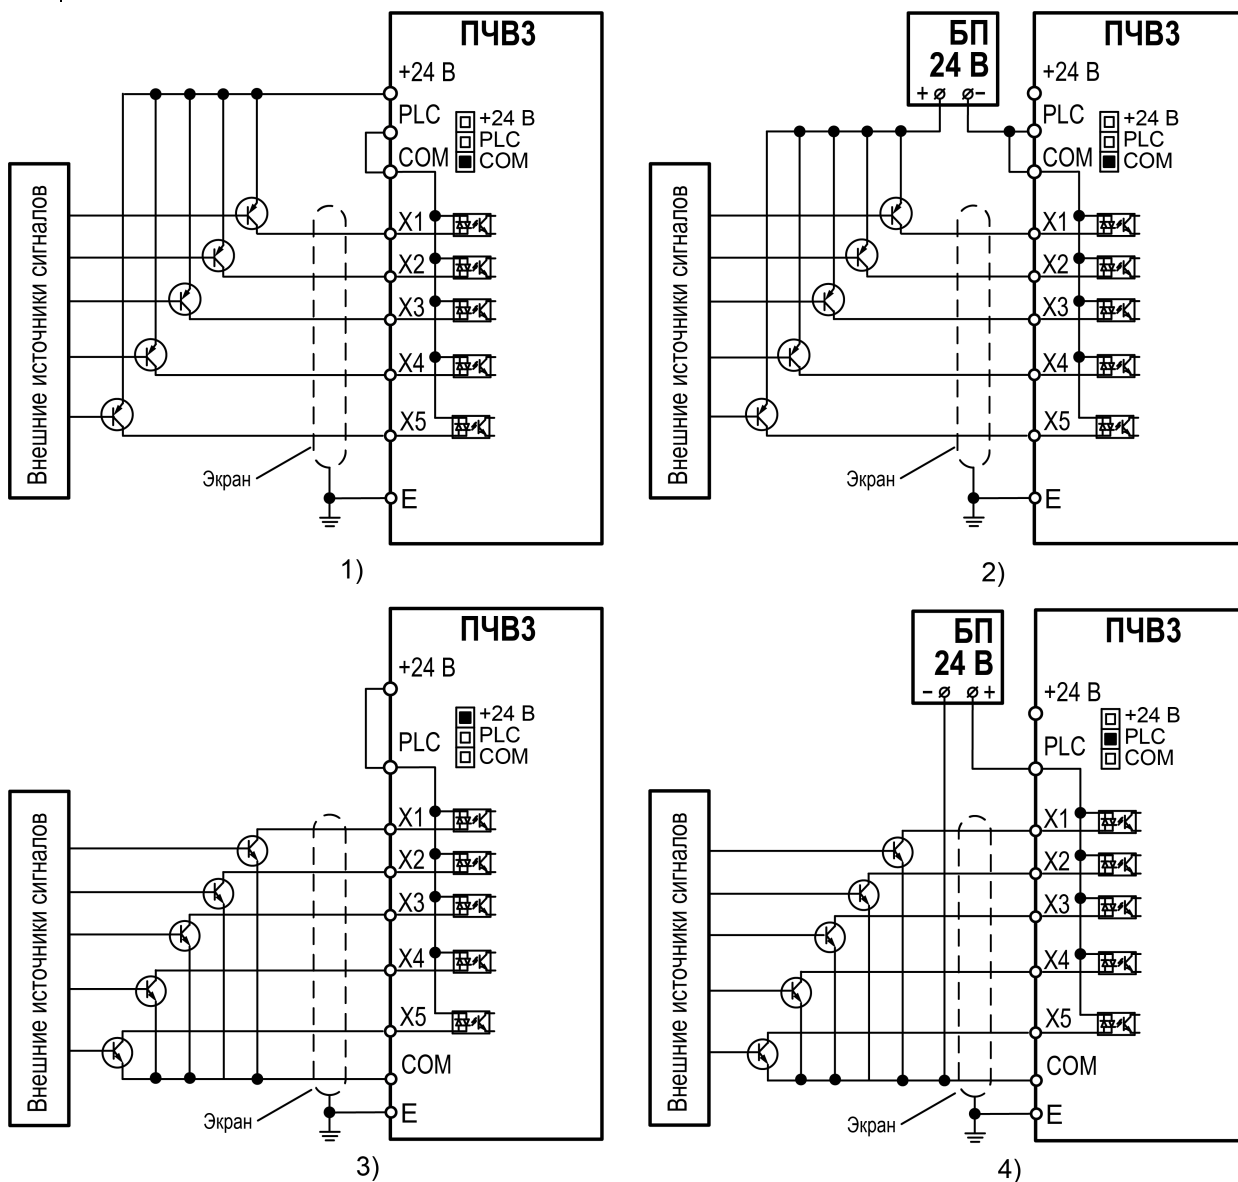 ПЧВ3
+24 В
PLC
+24 В
PLC
COM
COM
X1
X2
X3
X4
X5
E
Внешние источники сигналов
Экран
1)
БП
24 В
+ -
ПЧВ3
+24 В
PLC
+24 В
PLC
COM
COM
X1
X2
X3
X4
X5
E
Внешние источники сигналов
Экран
2)
ПЧВ3
+24 В
+24 В
PLC
COM
PLC
X1
X2
X3
X4
X5
COM
E
Внешние источники сигналов
Экран
3)
БП
24 В
- +
ПЧВ3
+24 В
+24 В
PLC
COM
PLC
X1
X2
X3
X4
X5
COM
E
Внешние источники сигналов
Экран
4)